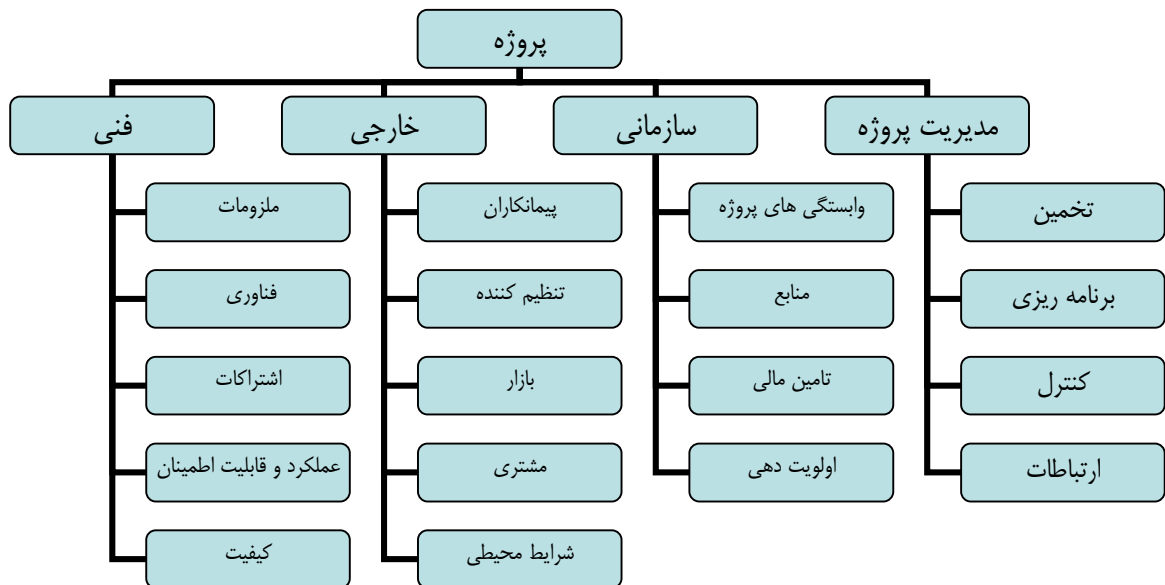 پروژه
مدیریت پروژه
سازمانی
خارجی
فنی
تخمین
برنامه ریزی
کنترل
ارتباطات
وابستگی های پروژه
منابع
تامین مالی
اولویت دهی
پیمانکاران
تنظیم کننده
بازار
مشتری
شرایط محیطی
ملزومات
فناوری
اشتراکات
عملکرد و قابلیت اطمینان
کیفیت